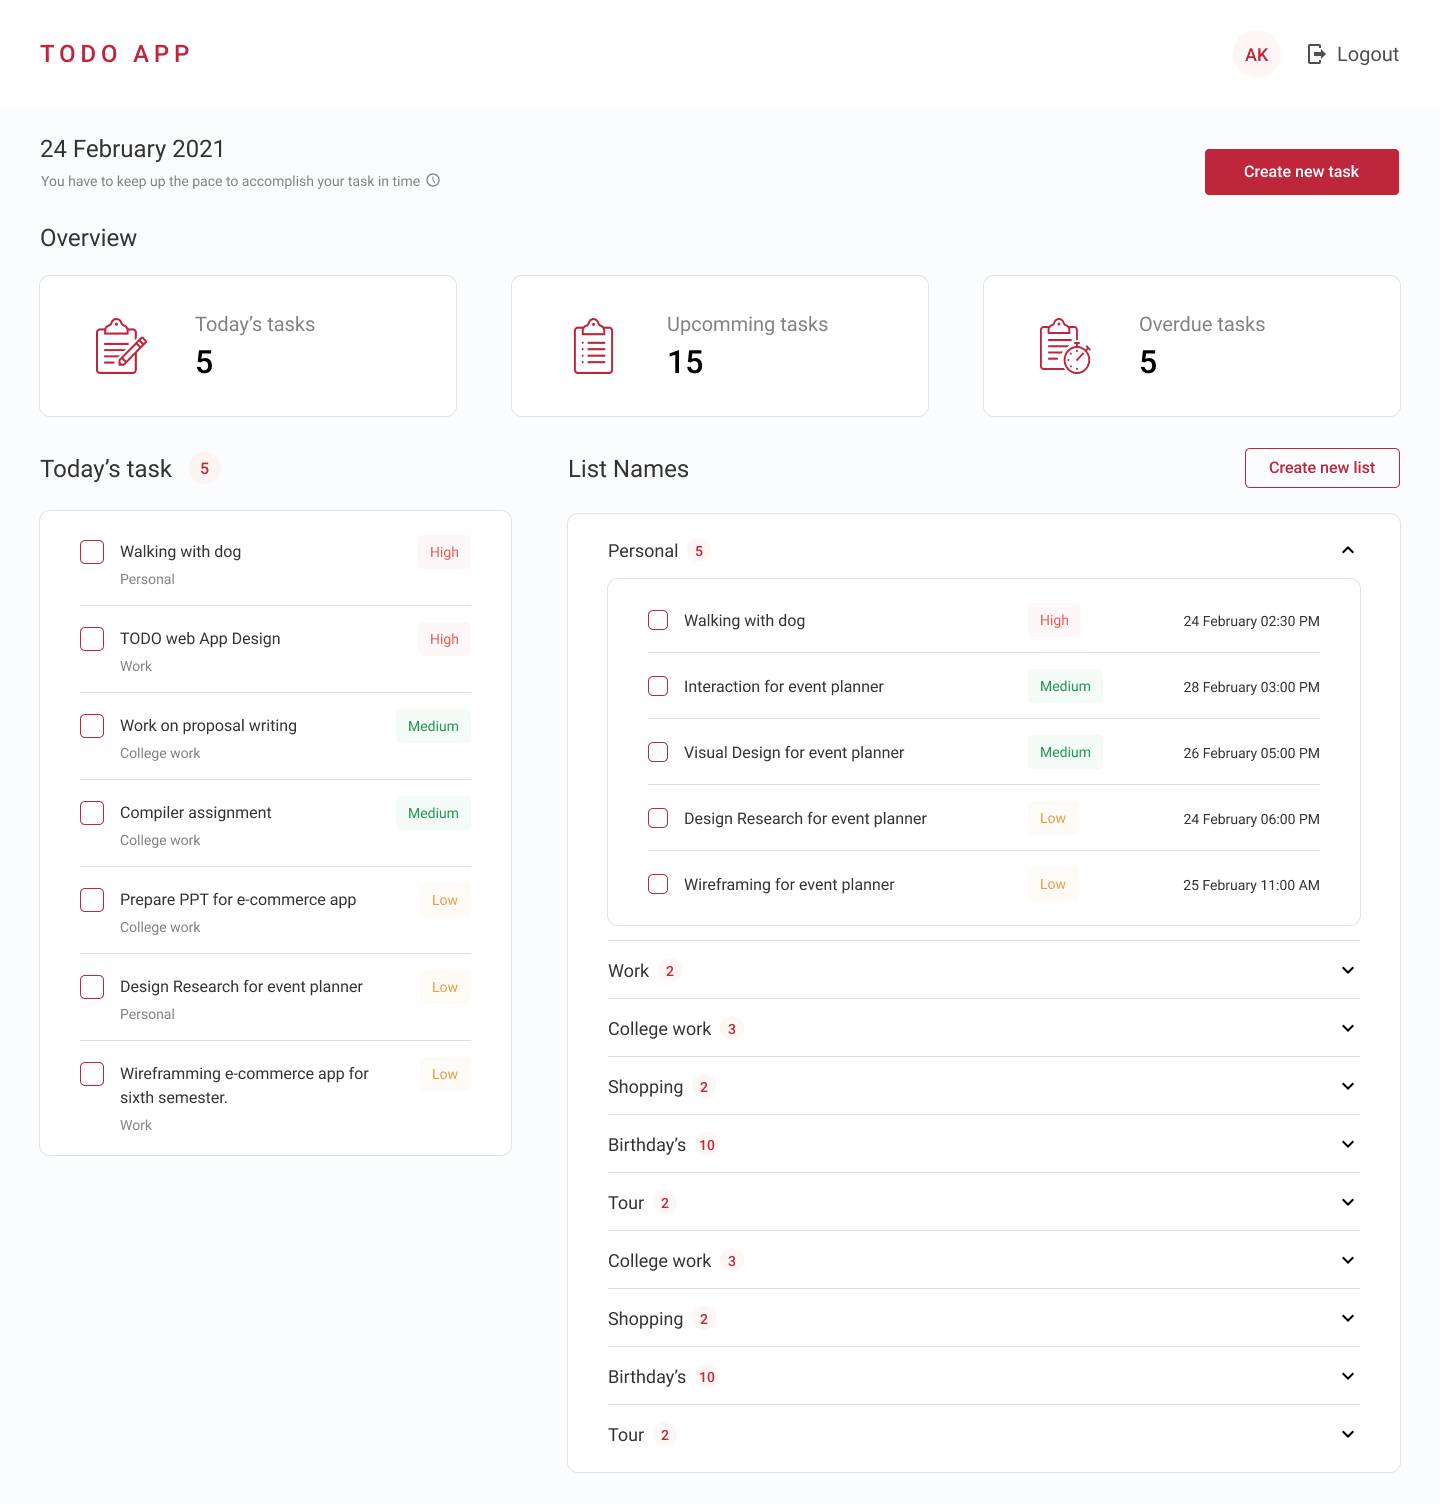 TODO APP
AK
Logout
24 February 2021
You have to keep up the pace to accomplish your task in time
Create new task
Overview
Today’s tasks
5
Upcomming tasks
15
Overdue tasks
5
Today’s task 5
Walking with dog High
Personal
TODO web App Design High
Work
Work on proposal writing Medium
College work
Compiler assignment Medium
College work
Prepare PPT for e-commerce app Low
College work
Design Research for event planner Low
Personal
Wireframming e-commerce app for Low
sixth semester.
Work
List Names
Create new list
Personal 5
Walking with dog High 24 February 02:30 PM
Interaction for event planner Medium 28 February 03:00 PM
Visual Design for event planner Medium 26 February 05:00 PM
Design Research for event planner Low 24 February 06:00 PM
Wireframing for event planner Low 25 February 11:00 AM
Work 2
College work 3
Shopping 2
Birthday’s 10
Tour 2
College work 3
Shopping 2
Birthday’s 10
Tour 2